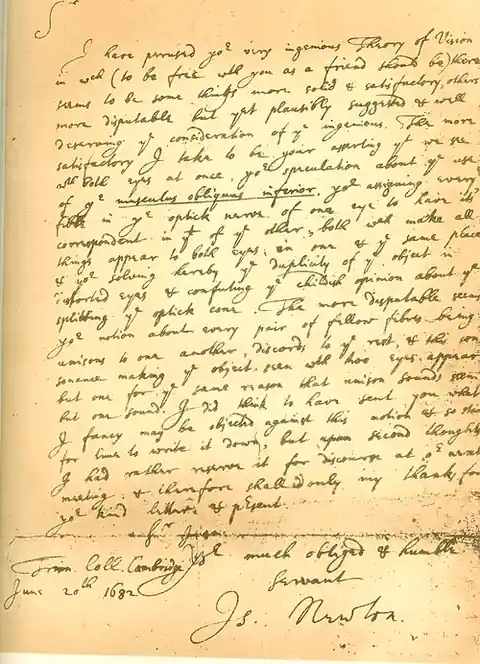 Sr
I have perused yor very ingenious Theory of Vision
in wch (to be free wth you as a friend should be) there
seems to be some things more solid & satisfactory, others
more disputable but yet plausibly suggested & well
deserving ye consideration of ye ingenious. The more
satisfactory I take to be your asserting yt we see
wth both eyes at once, yor speculation about ye use
of ye musculus obliquus inferior, yor assigning every
fibre in ye optick nerve of one eye to have its
correspondent in yt of ye other, both wch make all
things appear to both eyes in one & ye same place
& yor solving hereby ye duplicity of ye object in
distorted eyes & confuting ye childish opinion about ye
splitting ye optick cone. The more disputable seems
yor notion about every pair of fellow fibres being
unisons to one another, discords to ye rest, & this con
sonance making ye object seen wth two eyes appear
but one for ye same reason that unison sounds seem
but one sound. I did think to have sent you what
I fancy may be objected against this notion & so staid
for time to write it down, but upon second thoughts
I had rather reserve it for discourse at or next
meeting: & therefore shall add only my thanks for
yor kind letter & present.
Sr I am
Yor much obliged & humble
Trin. Coll. Cambridge
Servant
June 20th 1682
Is. Newton.